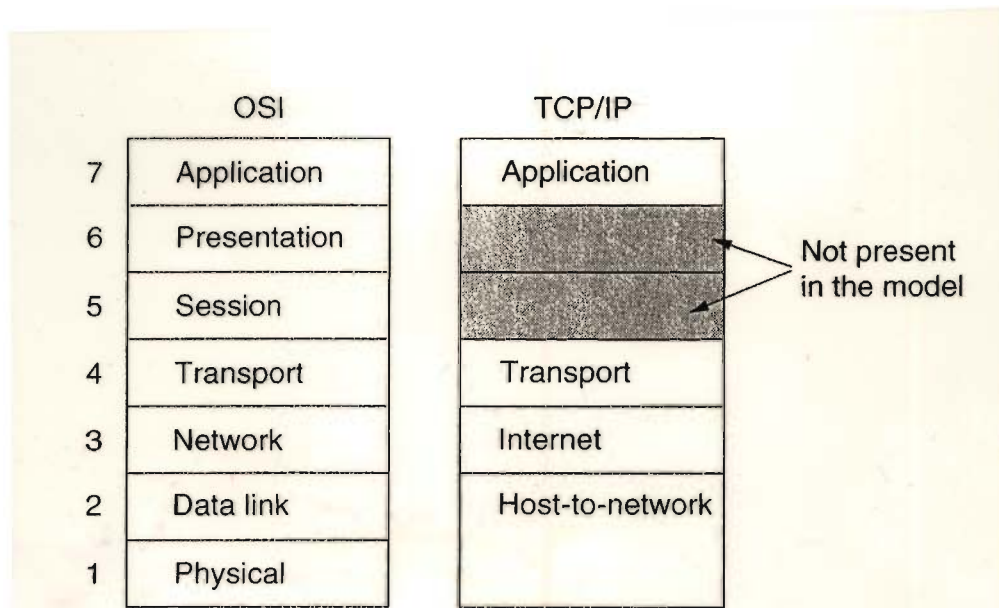 OSI TCP/IP
7 Application Application
6 Presentation
Not present
in the model
5 Session
4 Transport Transport
3 Network Internet
2 Data link Host-to-network
1 Physical